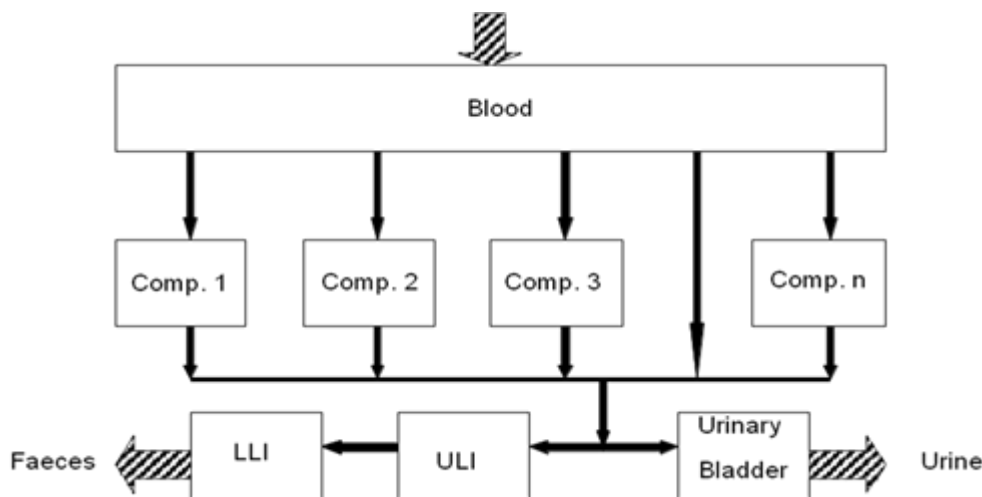 Blood
Comp. 1
Comp. 2
Comp. 3
Comp. n
Faeces
LLI
ULI
Urinary
Bladder
Urine